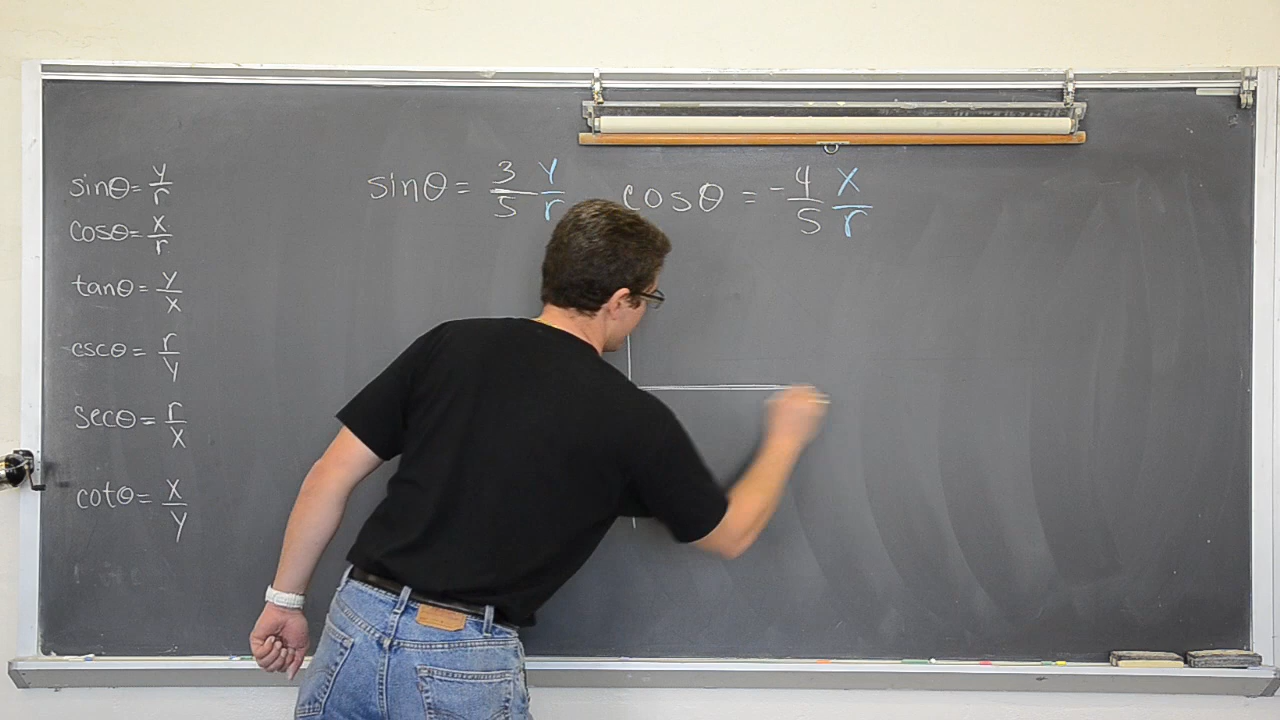 sinθ = y/r
cosθ = x/r
tanθ = y/x
cscθ = r/y
secθ = r/x
cotθ = x/y
sinθ = 3/5 y/r
cosθ = -4/5 x/r